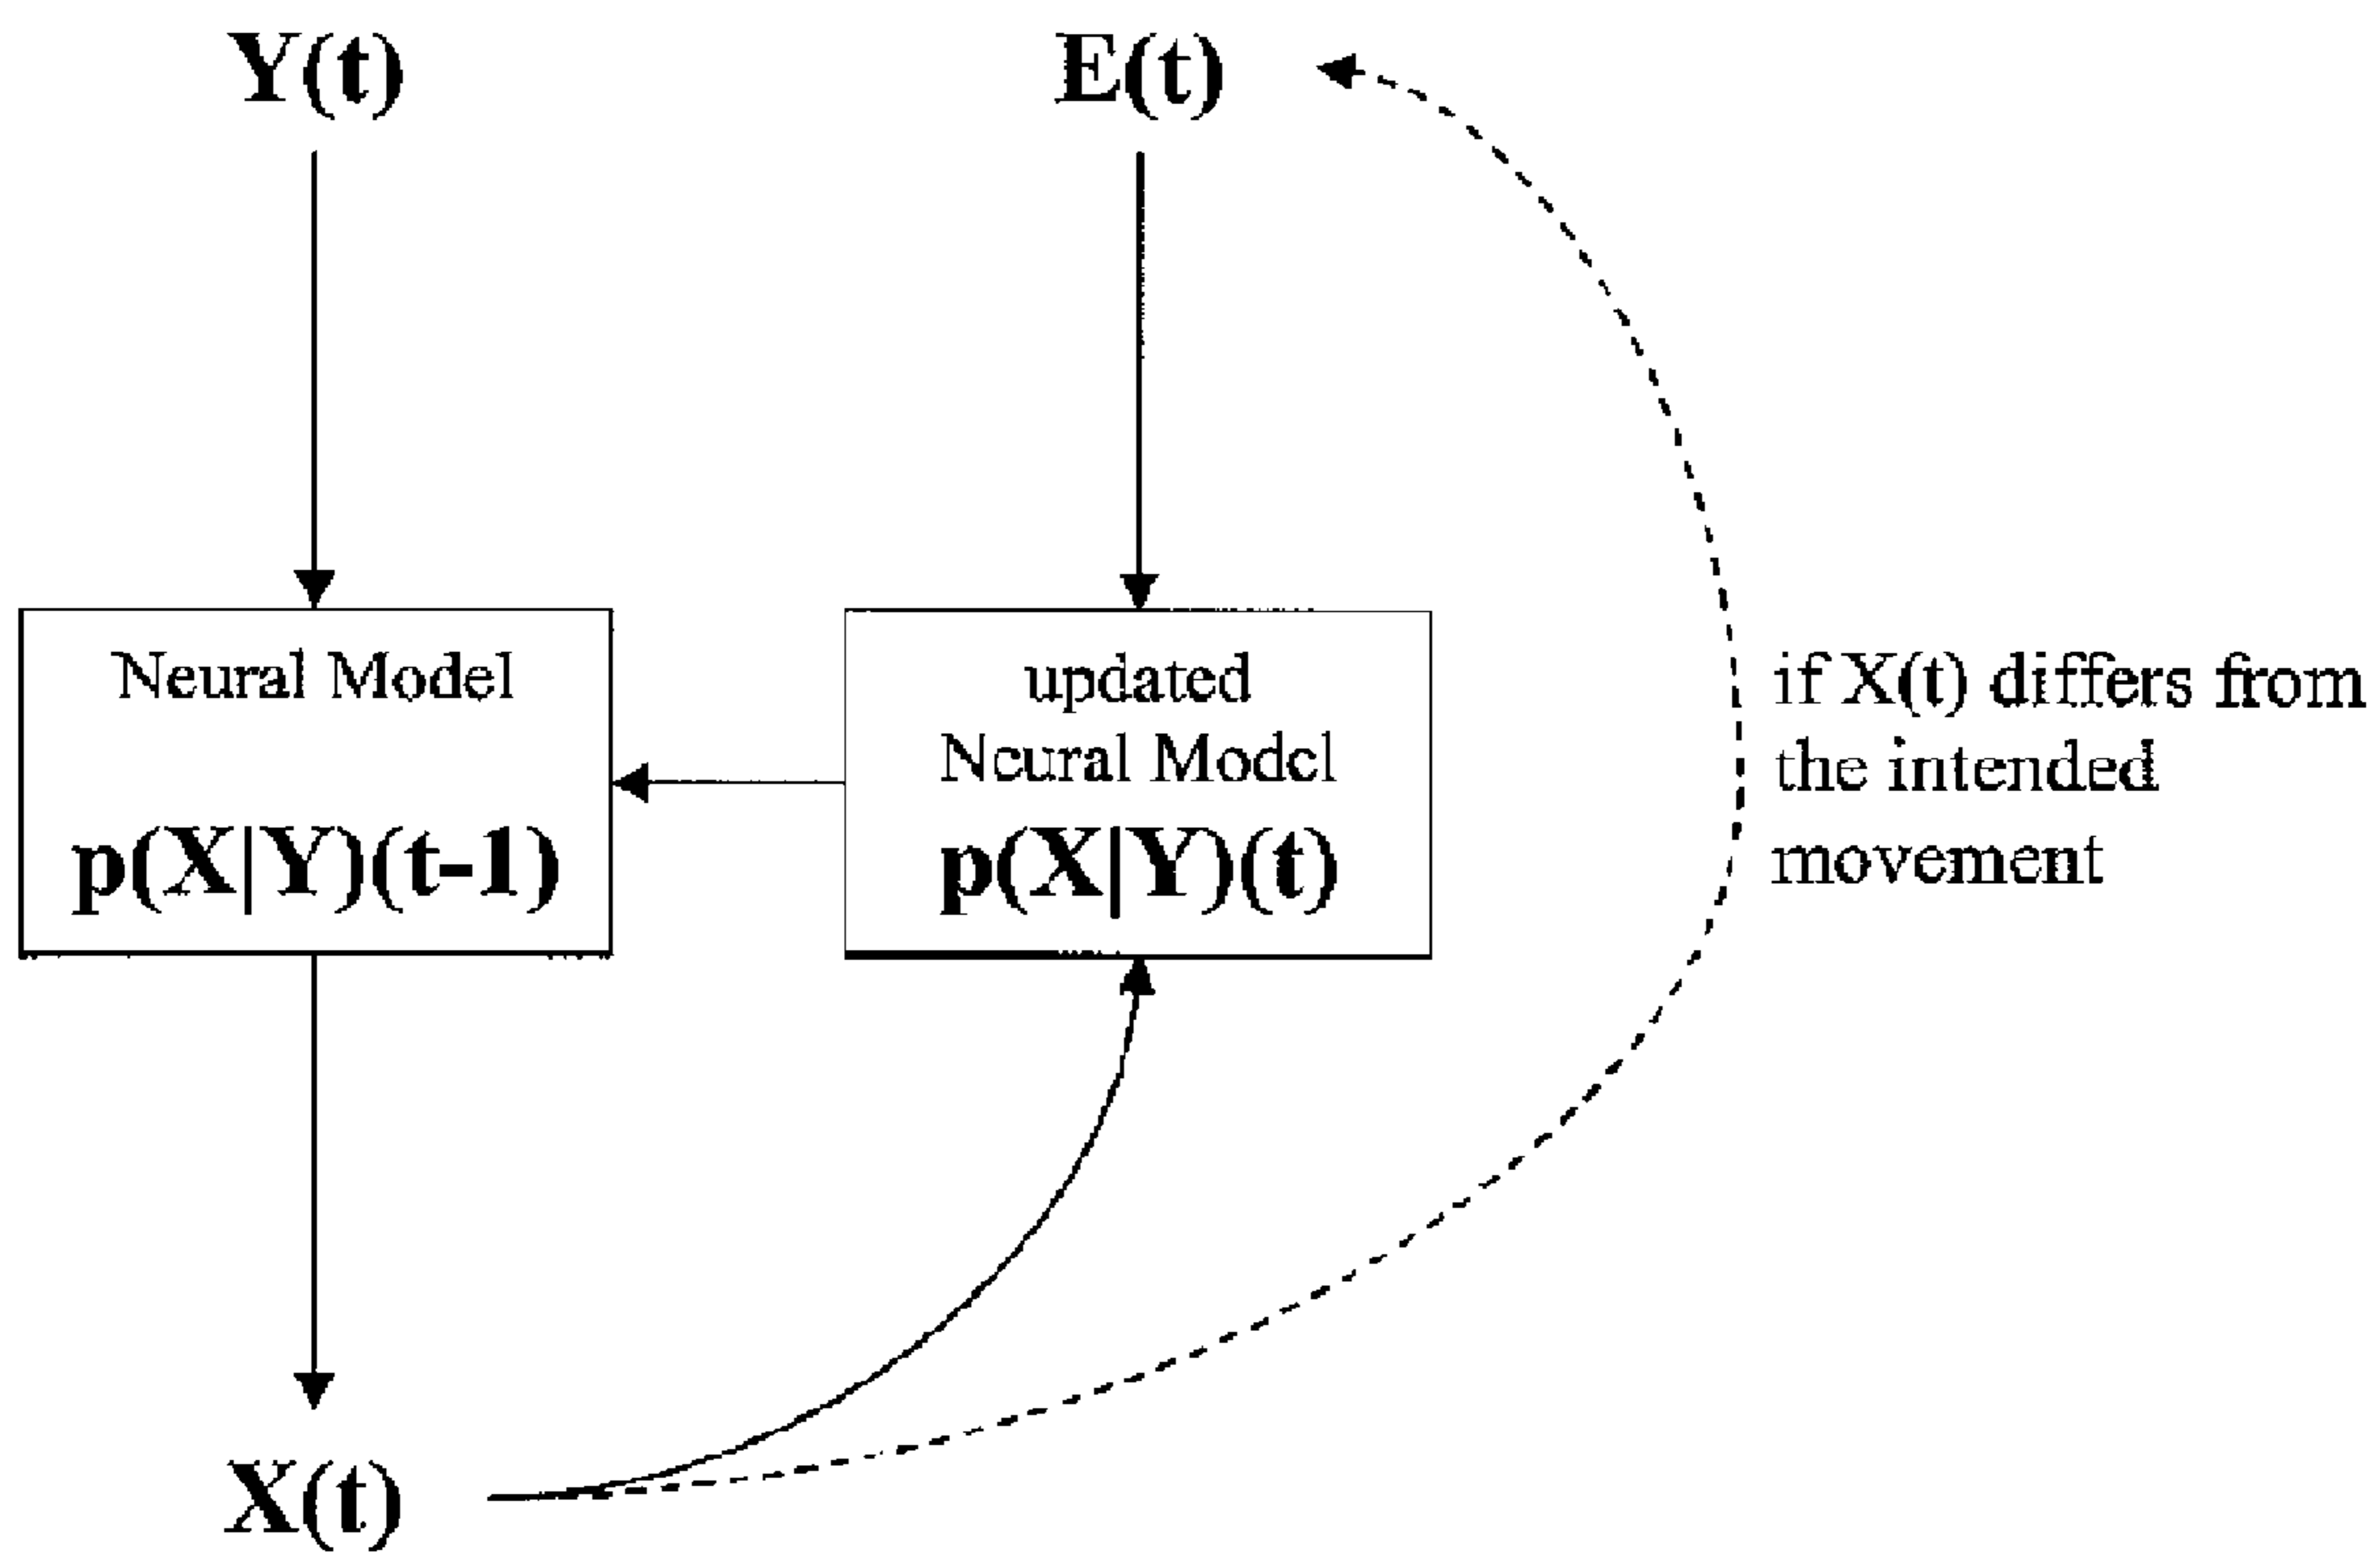 Y(t)
E(t)
Neural Model
p(X|Y)(t-1)
updated
Neural Model
p(X|Y)(t)
if X(t) differs from
the intended
movement
X(t)